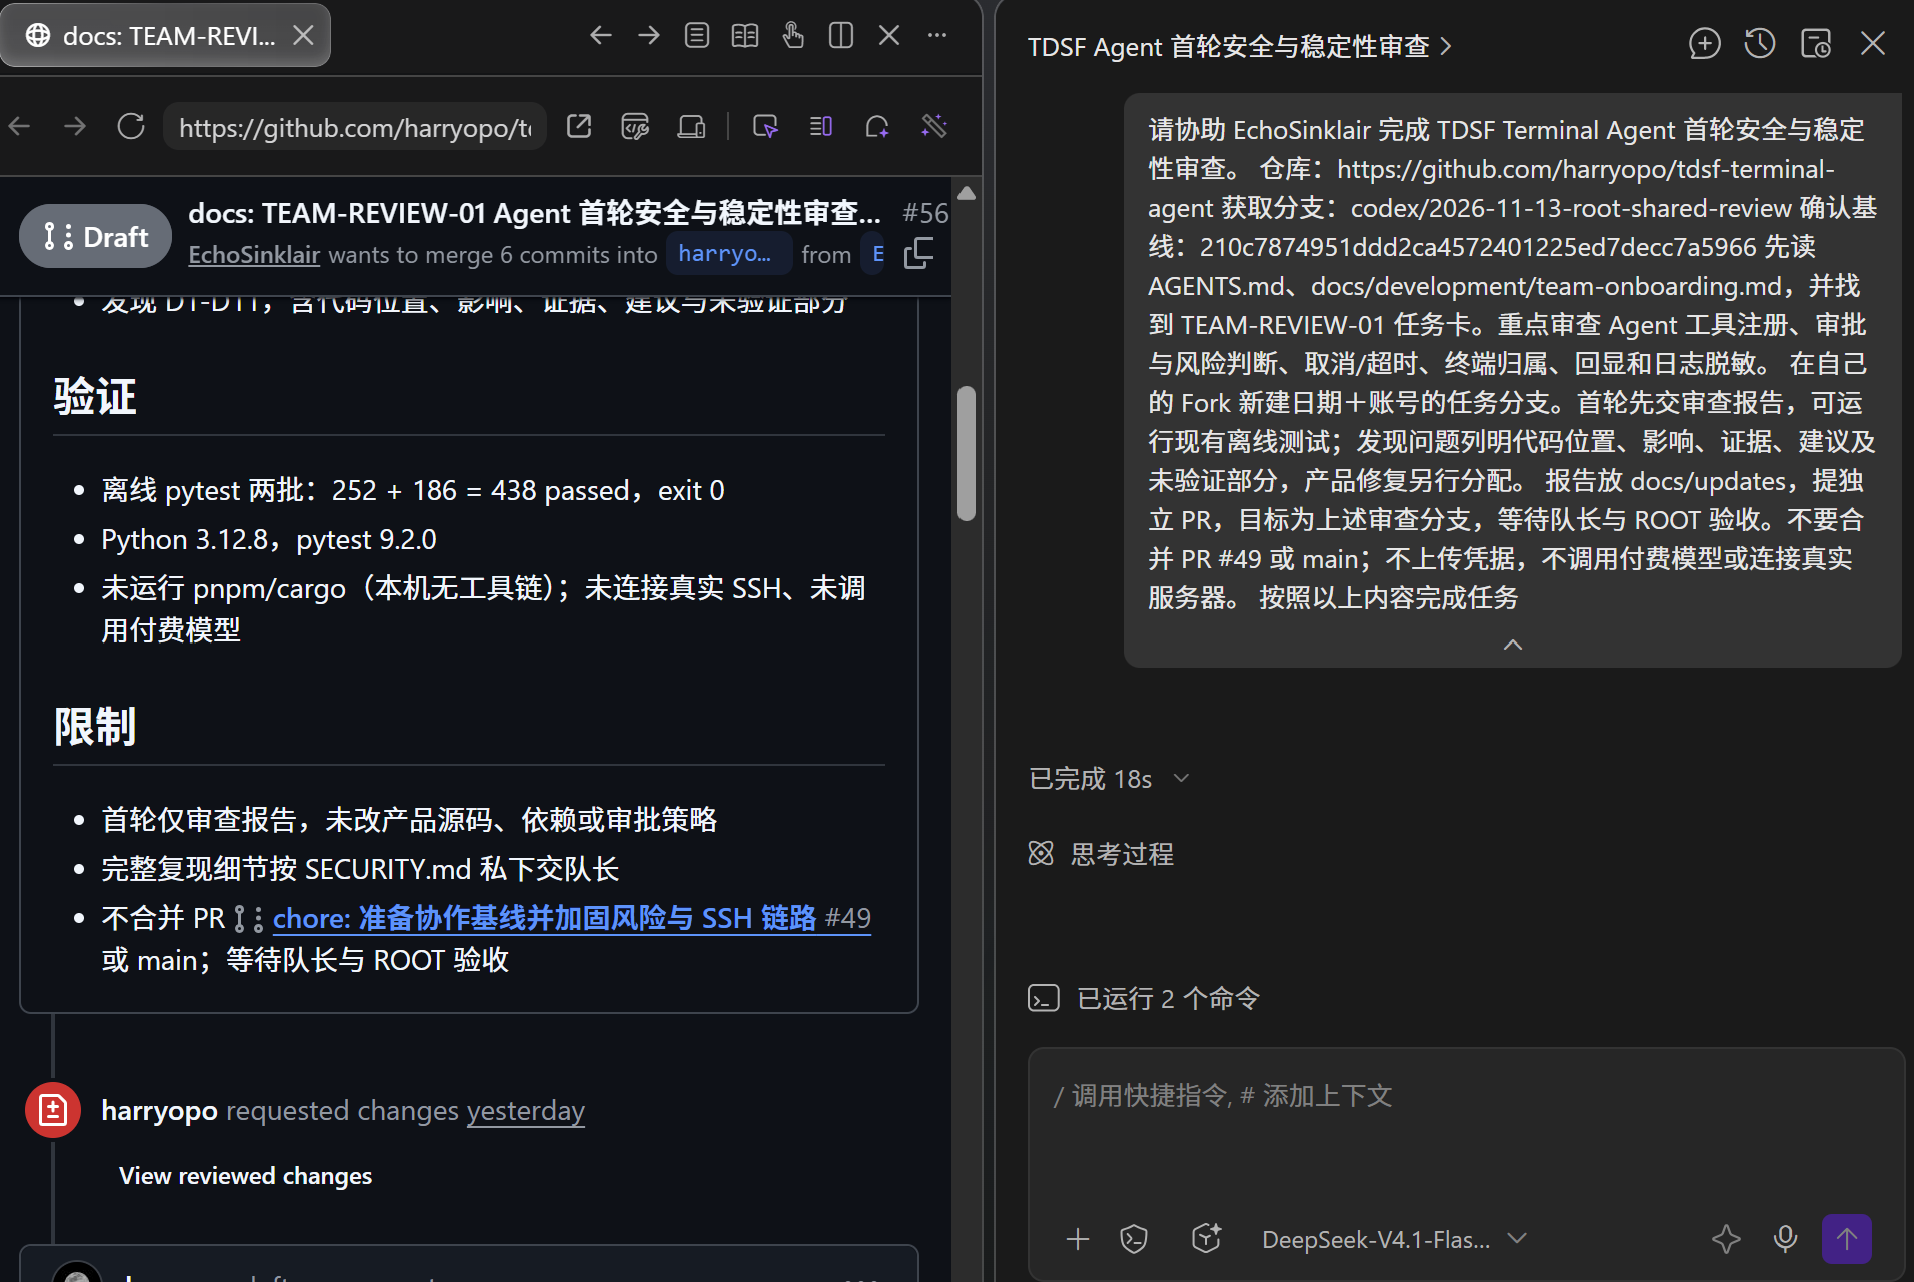 docs: TEAM-REVI...
https://github.com/harryopo/t
Draft
docs: TEAM-REVIEW-01 Agent 首轮安全与稳定性审查... #56
EchoSinklair wants to merge 6 commits into harryo... from E
发现 D1-D11，含代码位置、影响、证据、建议与未验证部分
验证
离线 pytest 两批：252 + 186 = 438 passed，exit 0
Python 3.12.8，pytest 9.2.0
未运行 pnpm/cargo（本机无工具链）；未连接真实 SSH、未调
用付费模型
限制
首轮仅审查报告，未改产品源码、依赖或审批策略
完整复现细节按 SECURITY.md 私下交队长
不合并 PR chore: 准备协作基线并加固风险与 SSH 链路 #49
或 main；等待队长与 ROOT 验收
harryopo requested changes yesterday
View reviewed changes
TDSF Agent 首轮安全与稳定性审查
请协助 EchoSinklair 完成 TDSF Terminal Agent 首轮安全与稳定
性审查。 仓库：https://github.com/harryopo/tdsf-terminal-
agent 获取分支：codex/2026-11-13-root-shared-review 确认基
线：210c7874951ddd2ca4572401225ed7decc7a5966 先读
AGENTS.md、docs/development/team-onboarding.md，并找
到 TEAM-REVIEW-01 任务卡。重点审查 Agent 工具注册、审批
与风险判断、取消/超时、终端归属、回显和日志脱敏。 在自己
的 Fork 新建日期＋账号的任务分支。首轮先交审查报告，可运
行现有离线测试；发现问题列明代码位置、影响、证据、建议及
未验证部分，产品修复另行分配。 报告放 docs/updates，提独
立 PR，目标为上述审查分支，等待队长与 ROOT 验收。不要合
并 PR #49 或 main；不上传凭据，不调用付费模型或连接真实
服务器。 按照以上内容完成任务
已完成 18s
思考过程
已运行 2 个命令
/ 调用快捷指令, # 添加上下文
DeepSeek-V4.1-Flas...